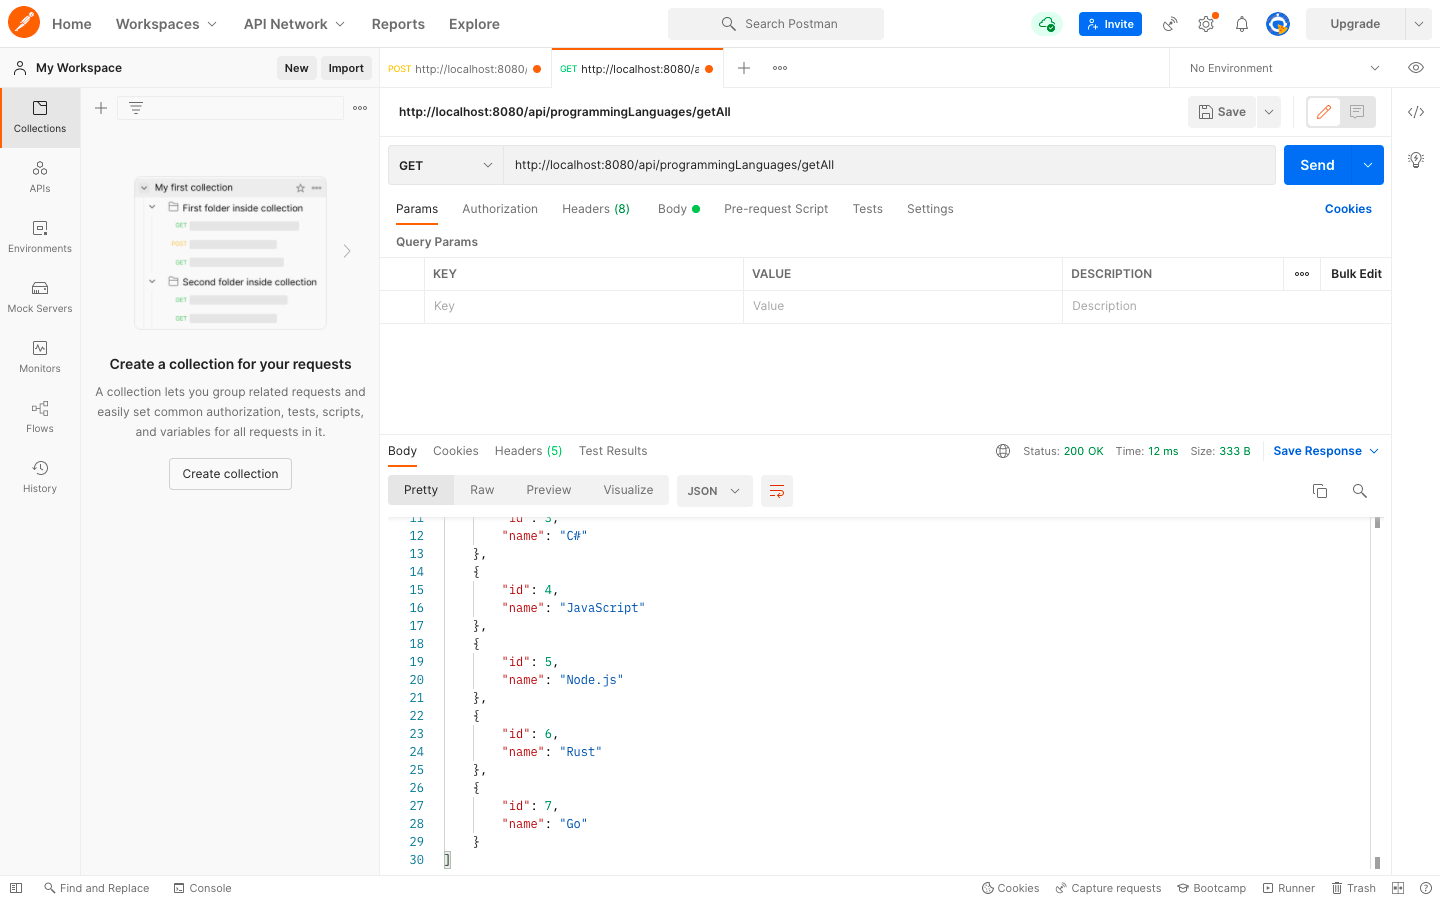 Home Workspaces API Network Reports Explore Search Postman Invite Upgrade
My Workspace New Import POST http://localhost:8080/ GET http://localhost:8080/a No Environment
Collections
APIs
Environments
Mock Servers
Monitors
Flows
History
My first collection
First folder inside collection
GET
POST
GET
Second folder inside collection
GET
GET
Create a collection for your requests
A collection lets you group related requests and
easily set common authorization, tests, scripts,
and variables for all requests in it.
Create collection
http://localhost:8080/api/programmingLanguages/getAll Save
GET http://localhost:8080/api/programmingLanguages/getAll Send
Params Authorization Headers (8) Body Pre-request Script Tests Settings Cookies
Query Params
KEY VALUE DESCRIPTION Bulk Edit
Key Value Description
Body Cookies Headers (5) Test Results Status: 200 OK Time: 12 ms Size: 333 B Save Response
Pretty Raw Preview Visualize JSON
11 "id": 3,
12 "name": "C#"
13 },
14 {
15 "id": 4,
16 "name": "JavaScript"
17 },
18 {
19 "id": 5,
20 "name": "Node.js"
21 },
22 {
23 "id": 6,
24 "name": "Rust"
25 },
26 {
27 "id": 7,
28 "name": "Go"
29 }
30 ]
Find and Replace Console Cookies Capture requests Bootcamp Runner Trash